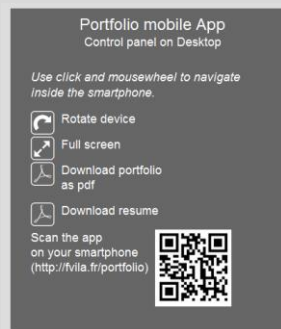 Portfolio mobile App
Control panel on Desktop
Use click and mousewheel to navigate
inside the smartphone.
Rotate device
Full screen
Download portfolio
as pdf
Download resume
Scan the app
on your smartphone
(http://fvila.fr/portfolio)